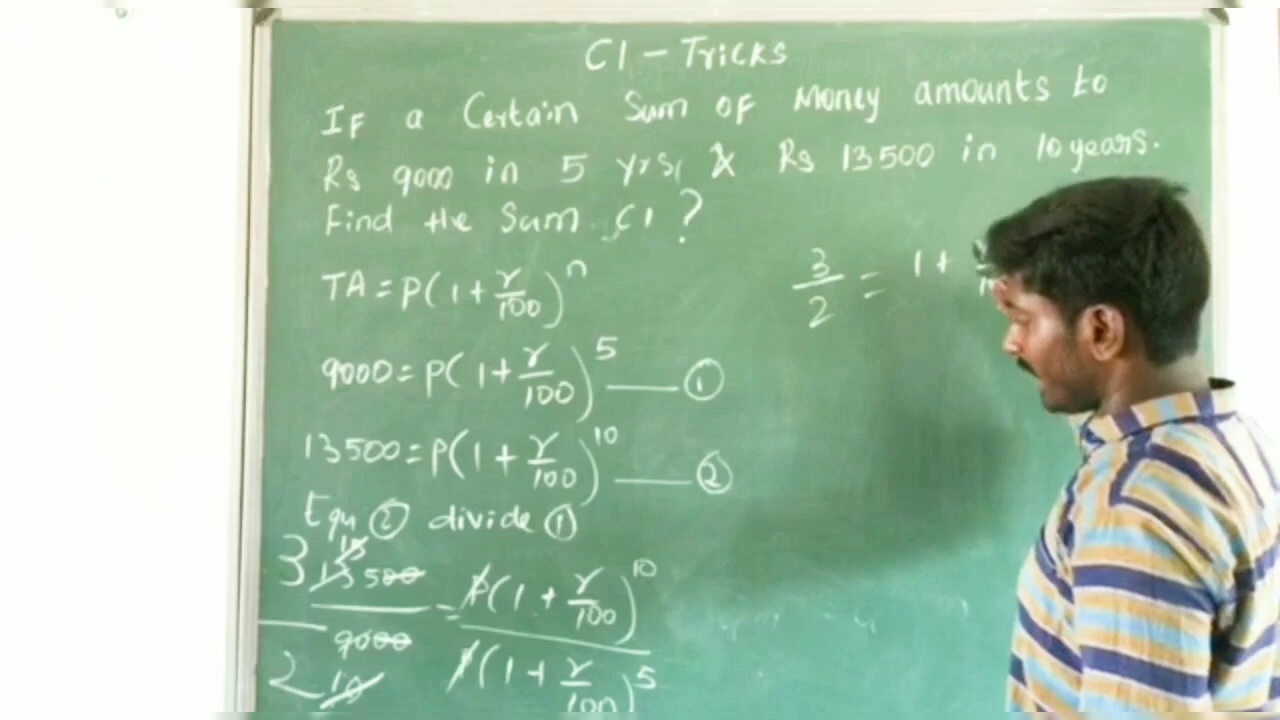 CI - Tricks
IF a Certain Sum of Money amounts to
Rs 9000 in 5 yrs, & Rs 13500 in 10 years.
Find the Sum CI ?
TA = P(1 + r/100)^n
9000 = P(1 + r/100)^5 —— ①
13500 = P(1 + r/100)^10 —— ②
Equ ② divide ①
3 15 13500 / 2 9000 10 = P(1 + r/100)^10 / P(1 + r/100)^5
3/2 = 1 +